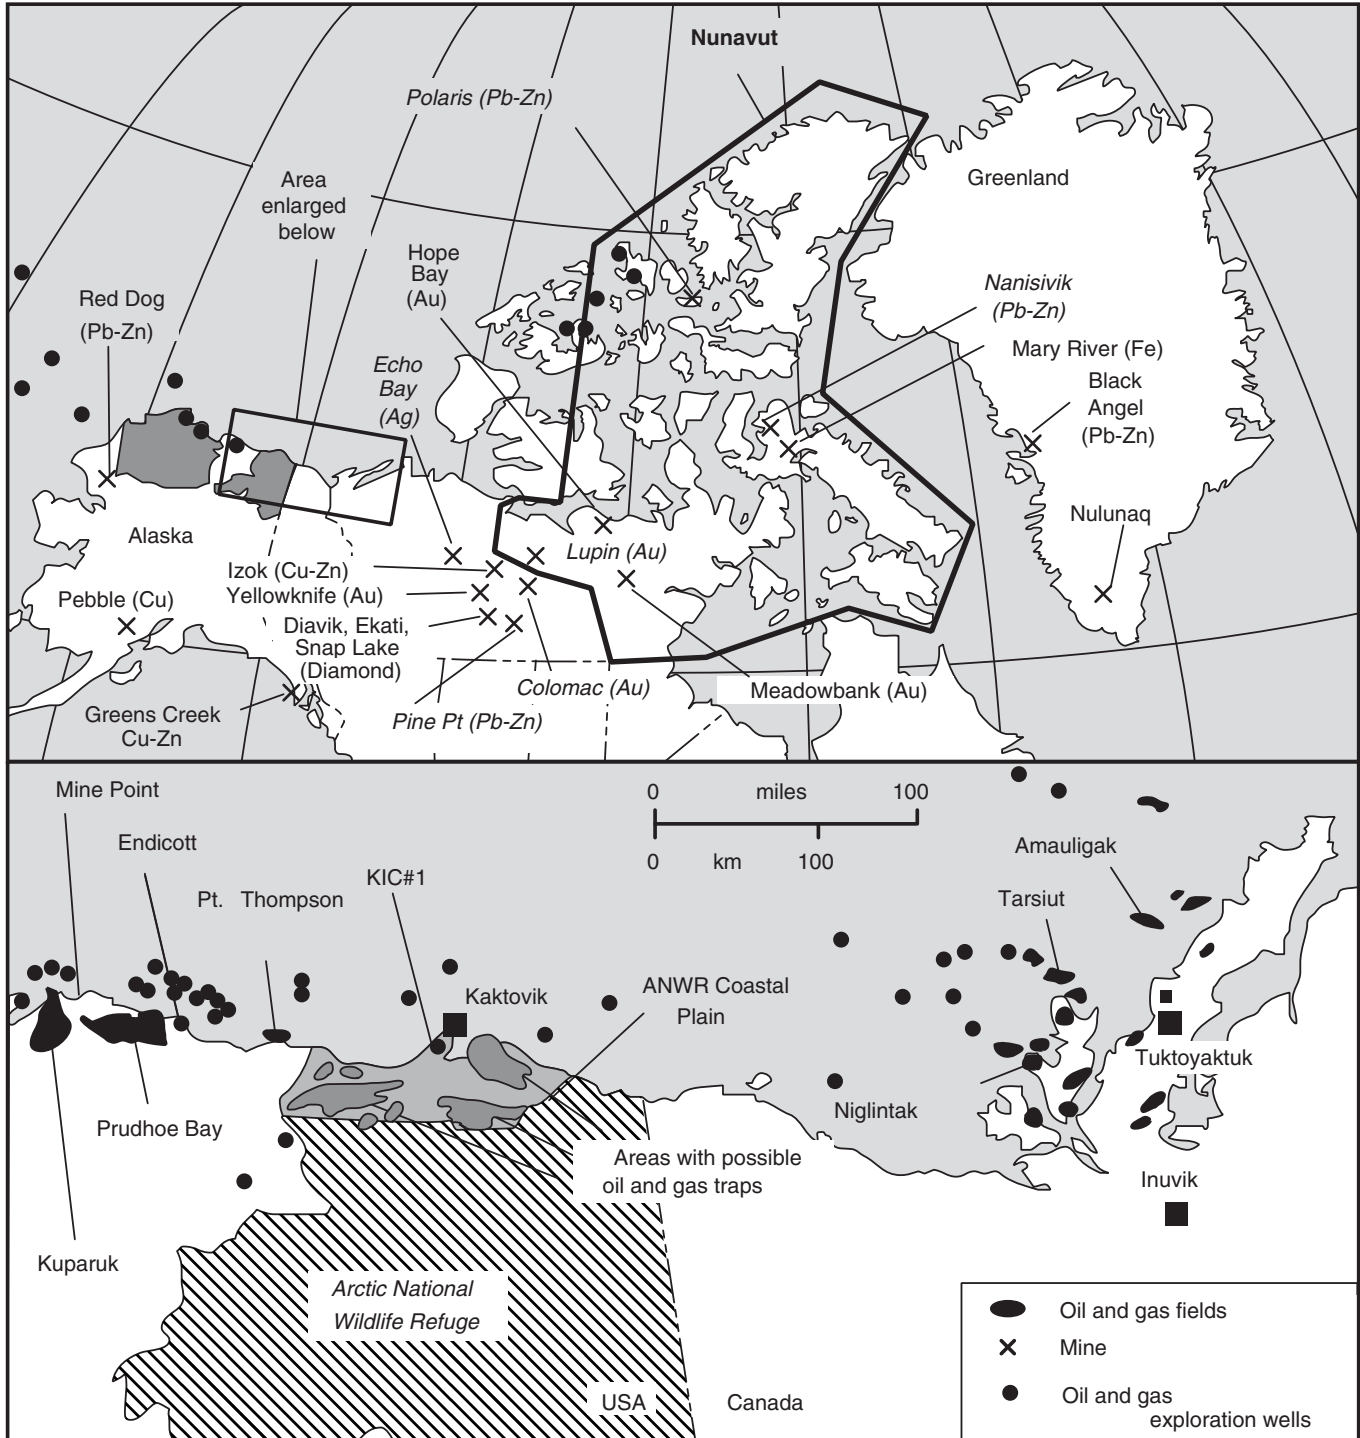 Nunavut
Polaris (Pb-Zn)
Area
enlarged
below
Greenland
Hope
Bay
(Au)
Red Dog
(Pb-Zn)
Nanisivik
(Pb-Zn)
Echo
Bay
(Ag)
Mary River (Fe)
Black
Angel
(Pb-Zn)
Nulunaq
Alaska
Lupin (Au)
Izok (Cu-Zn)
Yellowknife (Au)
Pebble (Cu)
Diavik, Ekati,
Snap Lake
(Diamond)
Colomac (Au)
Meadowbank (Au)
Pine Pt (Pb-Zn)
Greens Creek
Cu-Zn
Mine Point
0 miles 100
0 km 100
Endicott
Amauligak
KIC#1
Pt. Thompson
Tarsiut
Kaktovik
ANWR Coastal
Plain
Tuktoyaktuk
Niglintak
Prudhoe Bay
Areas with possible
oil and gas traps
Inuvik
Kuparuk
Arctic National
Wildlife Refuge
USA Canada
Oil and gas fields
Mine
Oil and gas
exploration wells